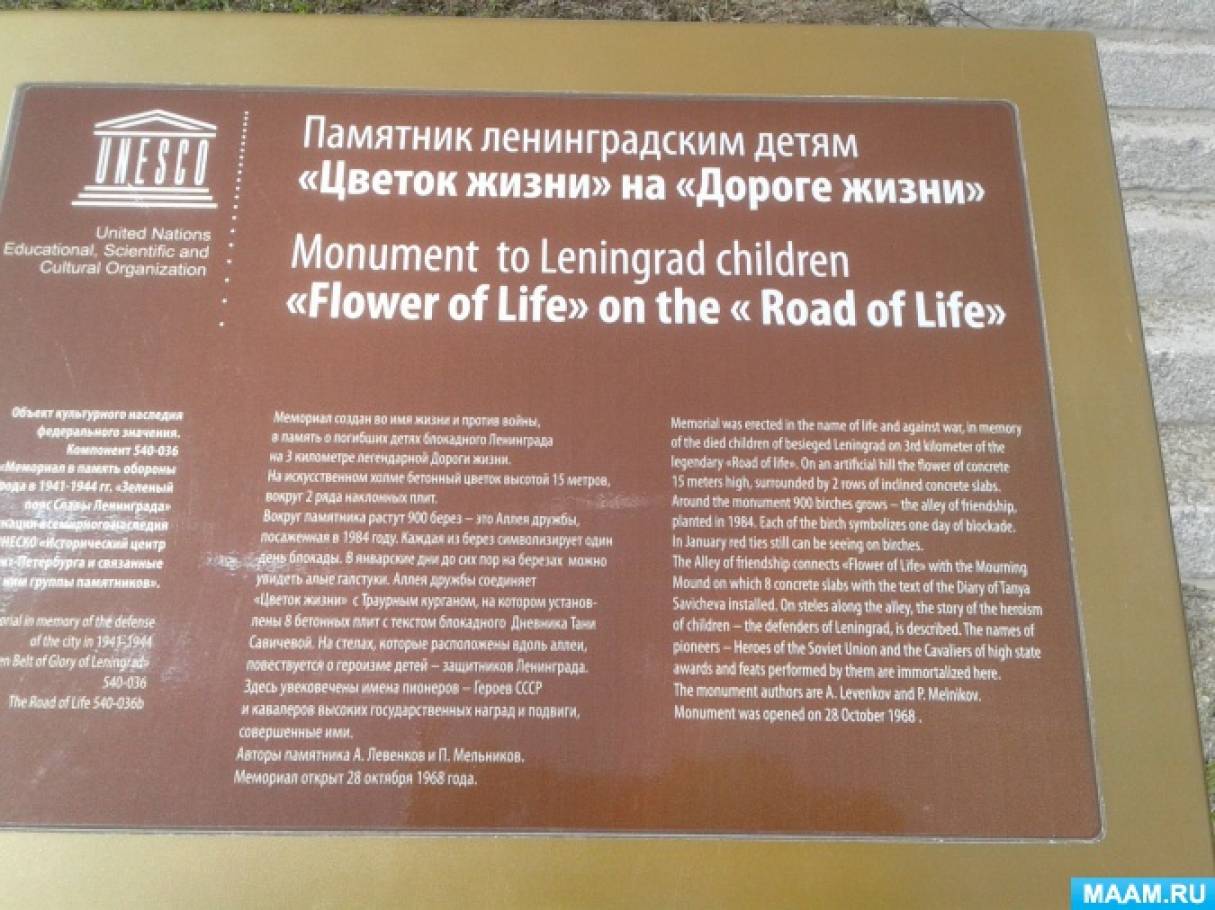 UNESCO
United Nations
Educational, Scientific and
Cultural Organization
Памятник ленинградским детям
«Цветок жизни» на «Дороге жизни»
Monument to Leningrad children
«Flower of Life» on the « Road of Life»
Объект культурного наследия
федерального значения.
Компонент 540-036
«Мемориал в память обороны
рода в 1941-1944 гг. «Зеленый
пояс Славы Ленинграда»
всемирного наследия
НЕСКО «Исторический центр
кт-Петербурга и связанные
ним группы памятников».
orial in memory of the defense
of the city in 1941-1944
en Belt of Glory of Leningrad»
540-036
The Road of Life 540-036b
Мемориал создан во имя жизни и против войны,
в память о погибших детях блокадного Ленинграда
на 3 километре легендарной Дороги жизни.
На искусственном холме бетонный цветок высотой 15 метров,
вокруг 2 ряда наклонных плит.
Вокруг памятника растут 900 берез – это Аллея дружбы,
посаженная в 1984 году. Каждая из берез символизирует один
день блокады. В январские дни до сих пор на березах можно
увидеть алые галстуки. Аллея дружбы соединяет
«Цветок жизни» с Траурным курганом, на котором установ-
лены 8 бетонных плит с текстом блокадного Дневника Тани
Савичевой. На стелах, которые расположены вдоль аллеи,
повествуется о героизме детей – защитников Ленинграда.
Здесь увековечены имена пионеров – Героев СССР
и кавалеров высоких государственных наград и подвиги,
совершенные ими.
Авторы памятника А. Левенков и П. Мельников.
Мемориал открыт 28 октября 1968 года.
Memorial was erected in the name of life and against war, in memory
of the died children of besieged Leningrad on 3rd kilometer of the
legendary «Road of life». On an artificial hill the flower of concrete
15 meters high, surrounded by 2 rows of inclined concrete slabs.
Around the monument 900 birches grows – the alley of friendship,
planted in 1984. Each of the birch symbolizes one day of blockade.
In January red ties still can be seeing on birches.
The Alley of friendship connects «Flower of Life» with the Mourning
Mound on which 8 concrete slabs with the text of the Diary of Tanya
Savicheva installed. On steles along the alley, the story of the heroism
of children – the defenders of Leningrad, is described. The names of
pioneers – Heroes of the Soviet Union and the Cavaliers of high state
awards and feats performed by them are immortalized here.
The monument authors are A. Levenkov and P. Melnikov.
Monument was opened on 28 October 1968 .
MAAM.RU